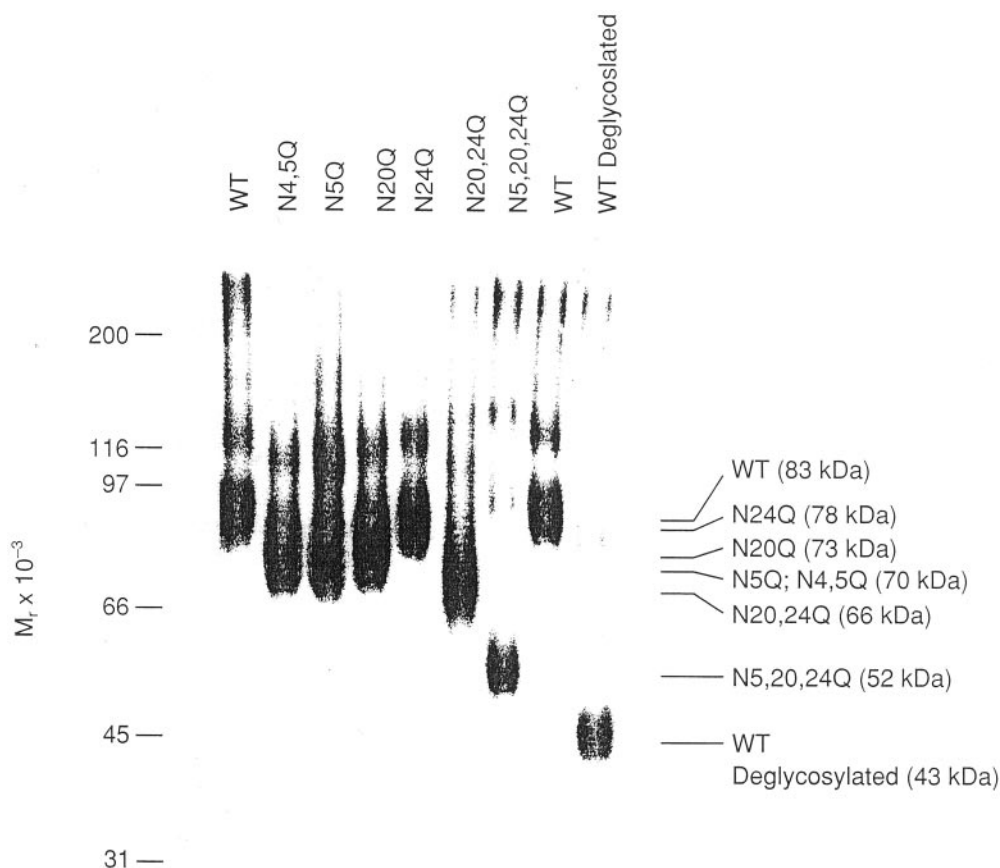 WT
N4,5Q
N5Q
N20Q
N24Q
N20,24Q
N5,20,24Q
WT
WT Deglycoslated
Mr x 10⁻³
200
116
97
66
45
31
WT (83 kDa)
N24Q (78 kDa)
N20Q (73 kDa)
N5Q; N4,5Q (70 kDa)
N20,24Q (66 kDa)
N5,20,24Q (52 kDa)
WT
Deglycosylated (43 kDa)